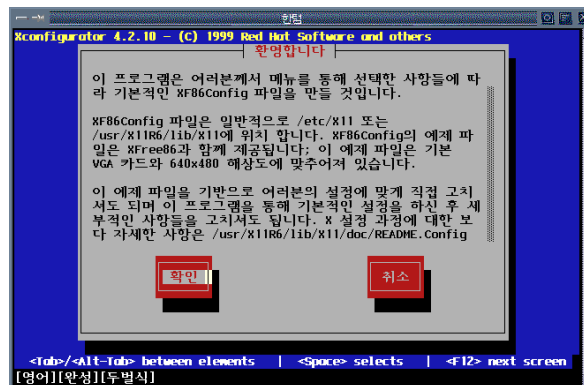 한텀
Xconfigurator 4.2.10 - (C) 1999 Red Hat Software and others
환영합니다
이 프로그램은 어러분께서 메뉴를 통해 선택한 사항들에 따
라 기본적인 XF86Config 파일을 만들 것입니다.
XF86Config 파일은 일반적으로 /etc/X11 또는
/usr/X11R6/lib/X11에 위치 합니다. XF86Config의 예제 파
일은 XFree86과 함께 제공됩니다; 이 예제 파일은 기본
VGA 카드와 640x480 해상도에 맞추어져 있습니다.
이 예제 파일을 기반으로 여러분의 설정에 맞게 직접 고치
셔도 되며 이 프로그램을 통해 기본적인 설정을 하신 후 세
부적인 사항들을 고치셔도 됩니다. X 설정 과정에 대한 보
다 자세한 사항은 /usr/X11R6/lib/X11/doc/README.Config
확인
취소
<Tab>/<Alt-Tab> between elements | <Space> selects | <F12> next screen
[영어][완성][두벌식]